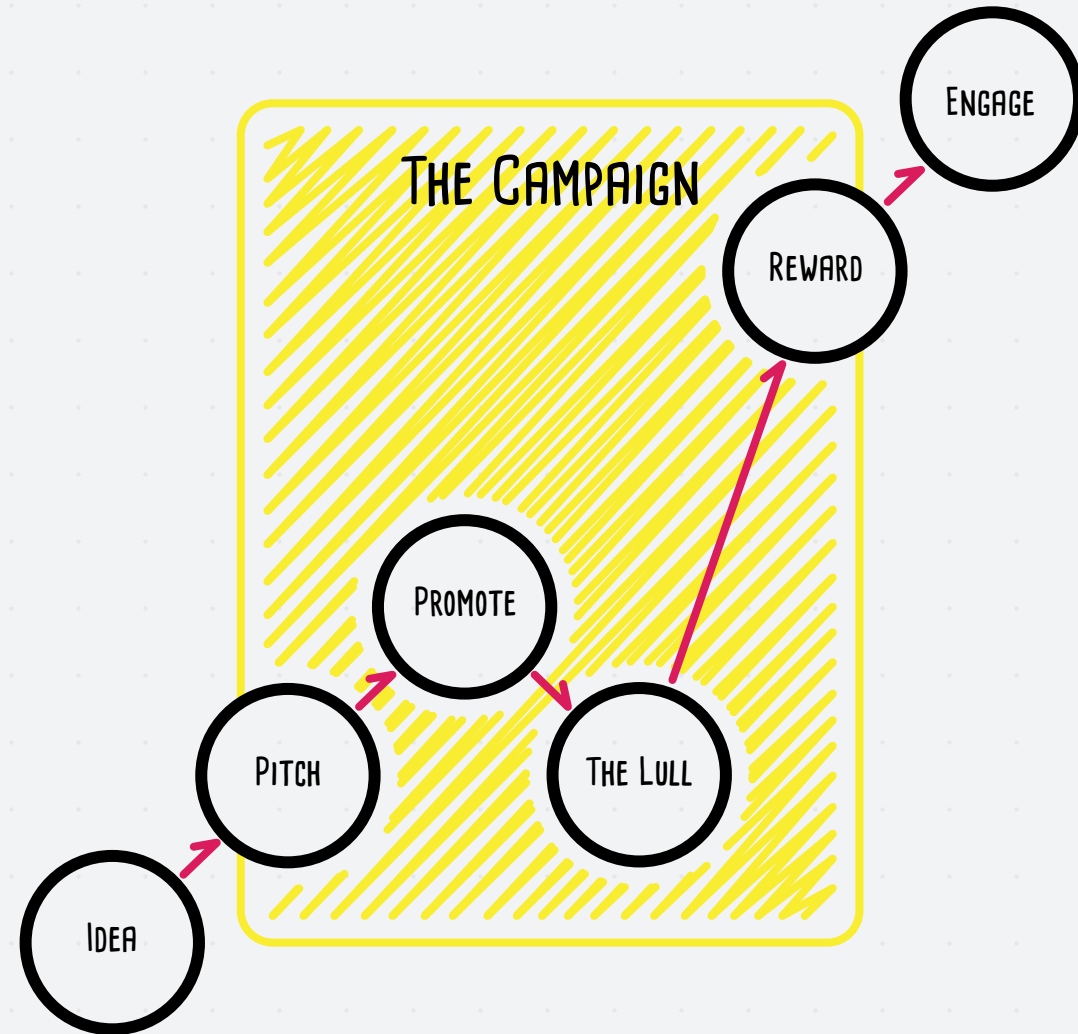 Engage
The Campaign
Reward
Promote
Pitch
The Lull
Idea